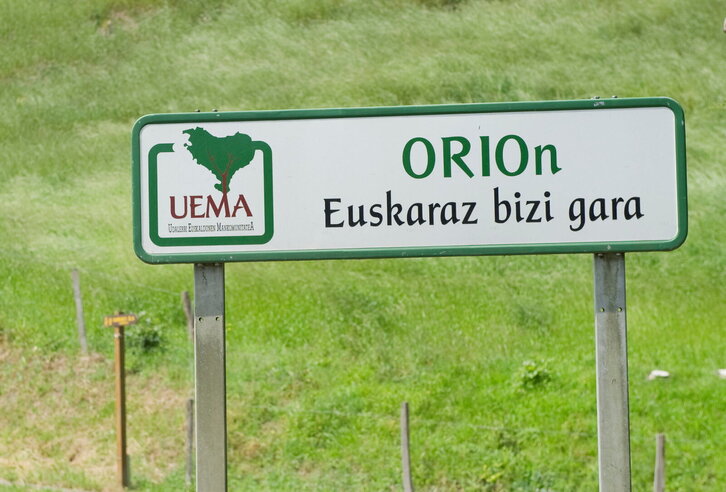 UEMA
UDALERRI EUSKALDUNEN MANKOMUNITATEA
ORIOn
Euskaraz bizi gara